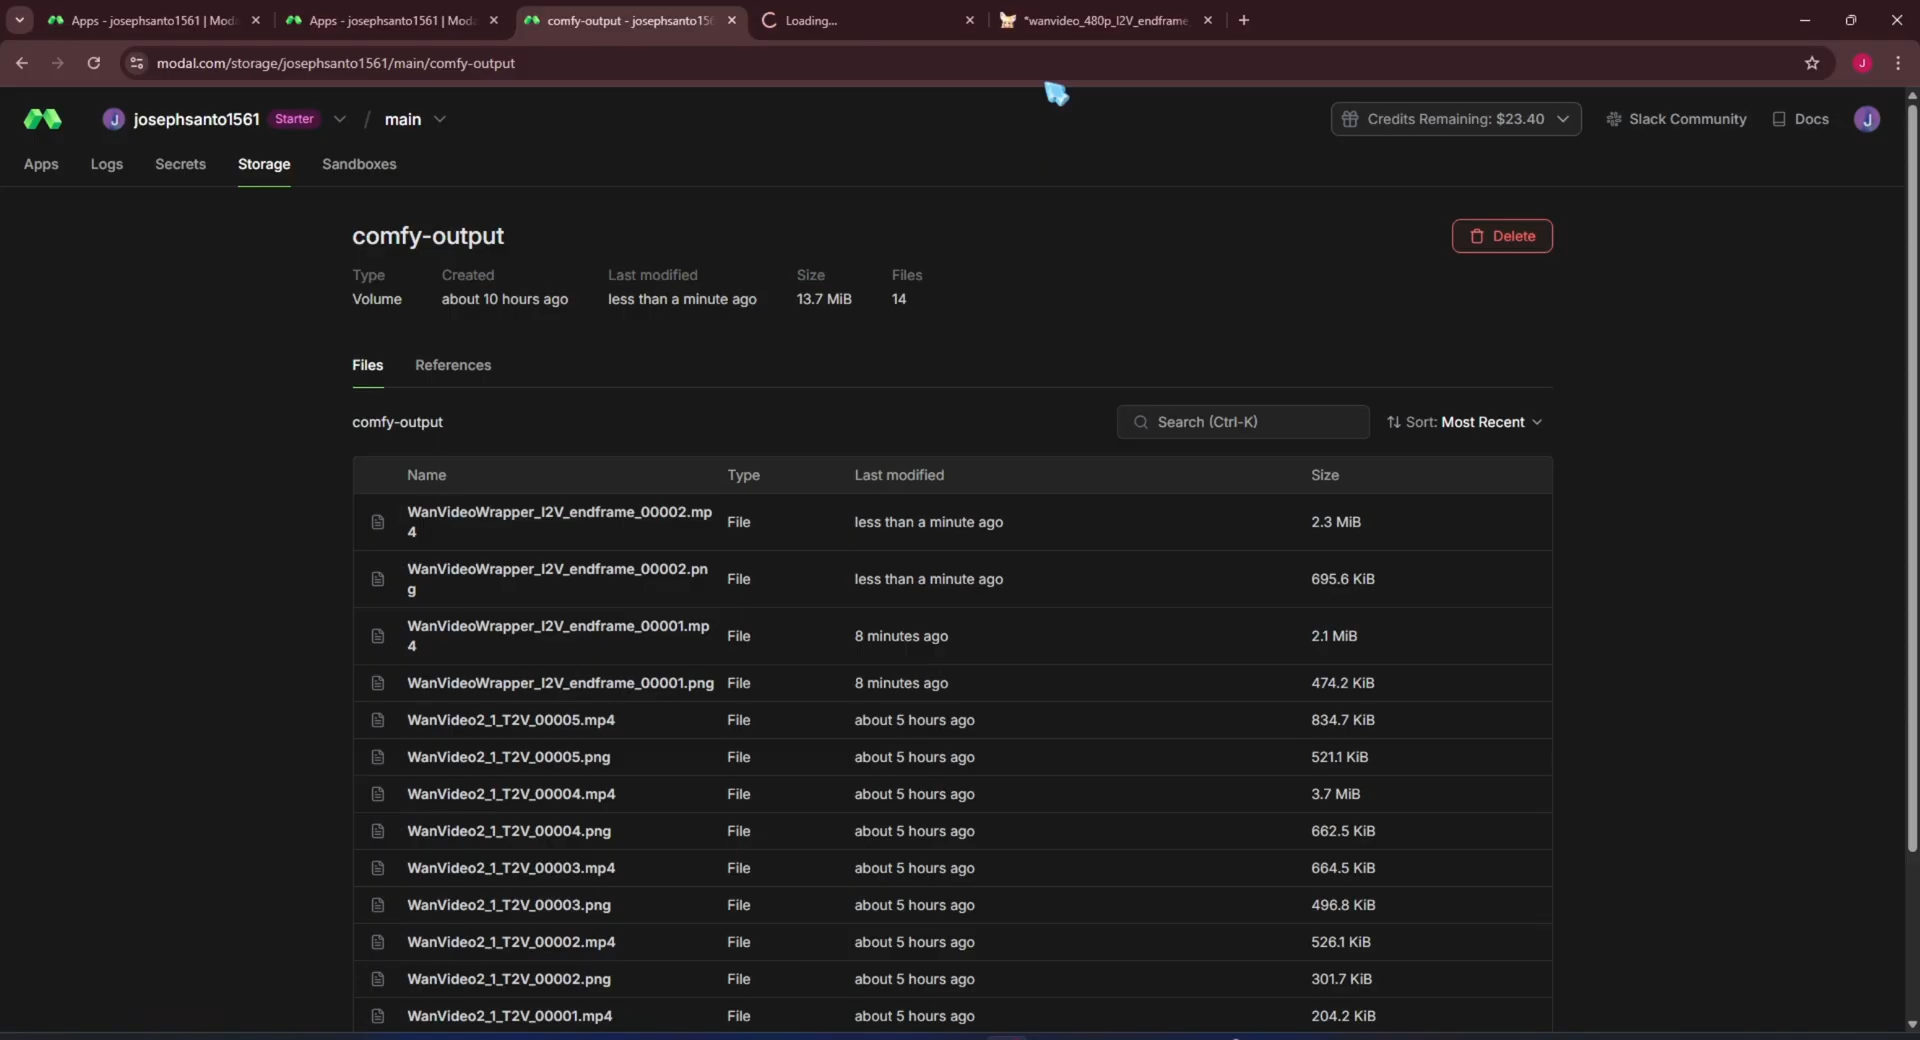 Apps - josephsanto1561 | Mod
Apps - josephsanto1561 | Moda
comfy-output - josephsanto15
Loading...
*wanvideo_480p_I2V_endframe
modal.com/storage/josephsanto1561/main/comfy-output
J
J josephsanto1561 Starter / main
Credits Remaining: $23.40
Slack Community
Docs
J
Apps Logs Secrets Storage Sandboxes
comfy-output
Delete
Type Created Last modified Size Files
Volume about 10 hours ago less than a minute ago 13.7 MiB 14
Files References
comfy-output
Search (Ctrl-K)
Sort: Most Recent
Name Type Last modified Size
WanVideoWrapper_I2V_endframe_00002.mp
4
File less than a minute ago 2.3 MiB
WanVideoWrapper_I2V_endframe_00002.pn
g
File less than a minute ago 695.6 KiB
WanVideoWrapper_I2V_endframe_00001.mp
4
File 8 minutes ago 2.1 MiB
WanVideoWrapper_I2V_endframe_00001.png File 8 minutes ago 474.2 KiB
WanVideo2_1_T2V_00005.mp4 File about 5 hours ago 834.7 KiB
WanVideo2_1_T2V_00005.png File about 5 hours ago 521.1 KiB
WanVideo2_1_T2V_00004.mp4 File about 5 hours ago 3.7 MiB
WanVideo2_1_T2V_00004.png File about 5 hours ago 662.5 KiB
WanVideo2_1_T2V_00003.mp4 File about 5 hours ago 664.5 KiB
WanVideo2_1_T2V_00003.png File about 5 hours ago 496.8 KiB
WanVideo2_1_T2V_00002.mp4 File about 5 hours ago 526.1 KiB
WanVideo2_1_T2V_00002.png File about 5 hours ago 301.7 KiB
WanVideo2_1_T2V_00001.mp4 File about 5 hours ago 204.2 KiB